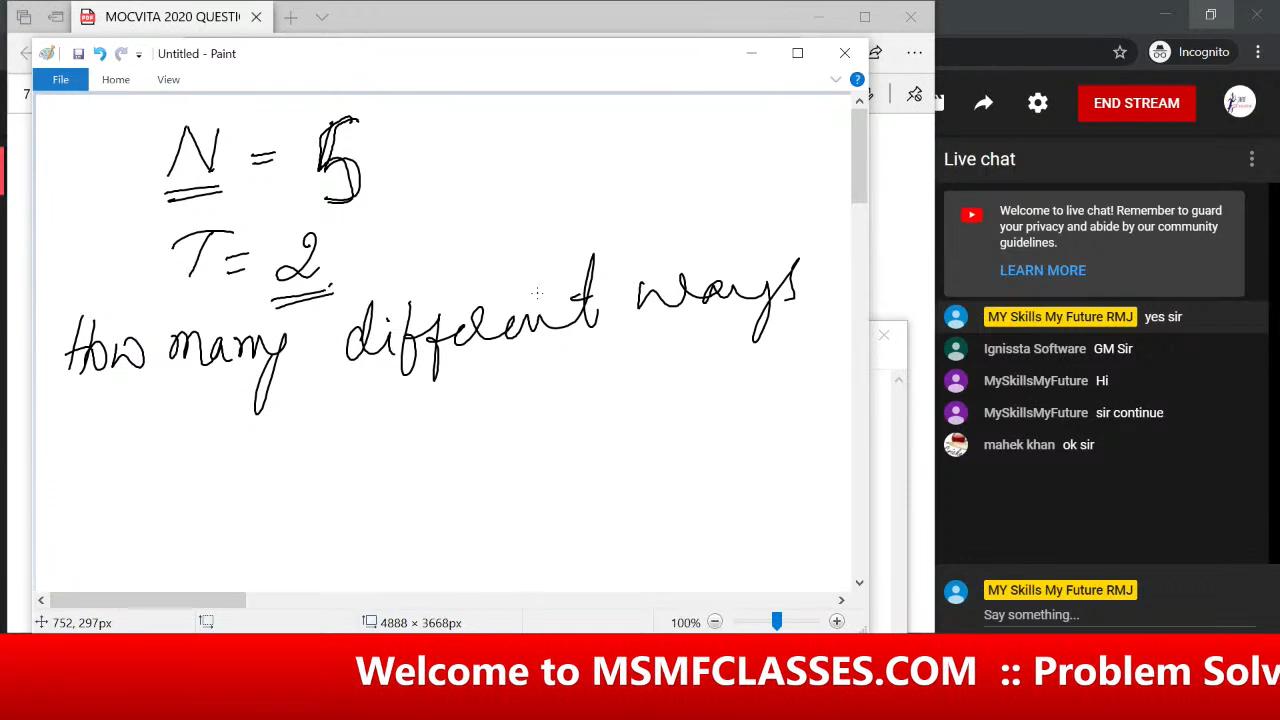 MOCVITA 2020 QUESTI
Untitled - Paint
File Home View
7
N = 5
T = 2
How many different ways
752, 297px
4888 × 3668px
100%
Incognito
END STREAM
Live chat
Welcome to live chat! Remember to guard
your privacy and abide by our community
guidelines.
LEARN MORE
MY Skills My Future RMJ yes sir
Ignissta Software GM Sir
MySkillsMyFuture Hi
MySkillsMyFuture sir continue
mahek khan ok sir
MY Skills My Future RMJ
Say something...
Welcome to MSMFCLASSES.COM :: Problem Solv